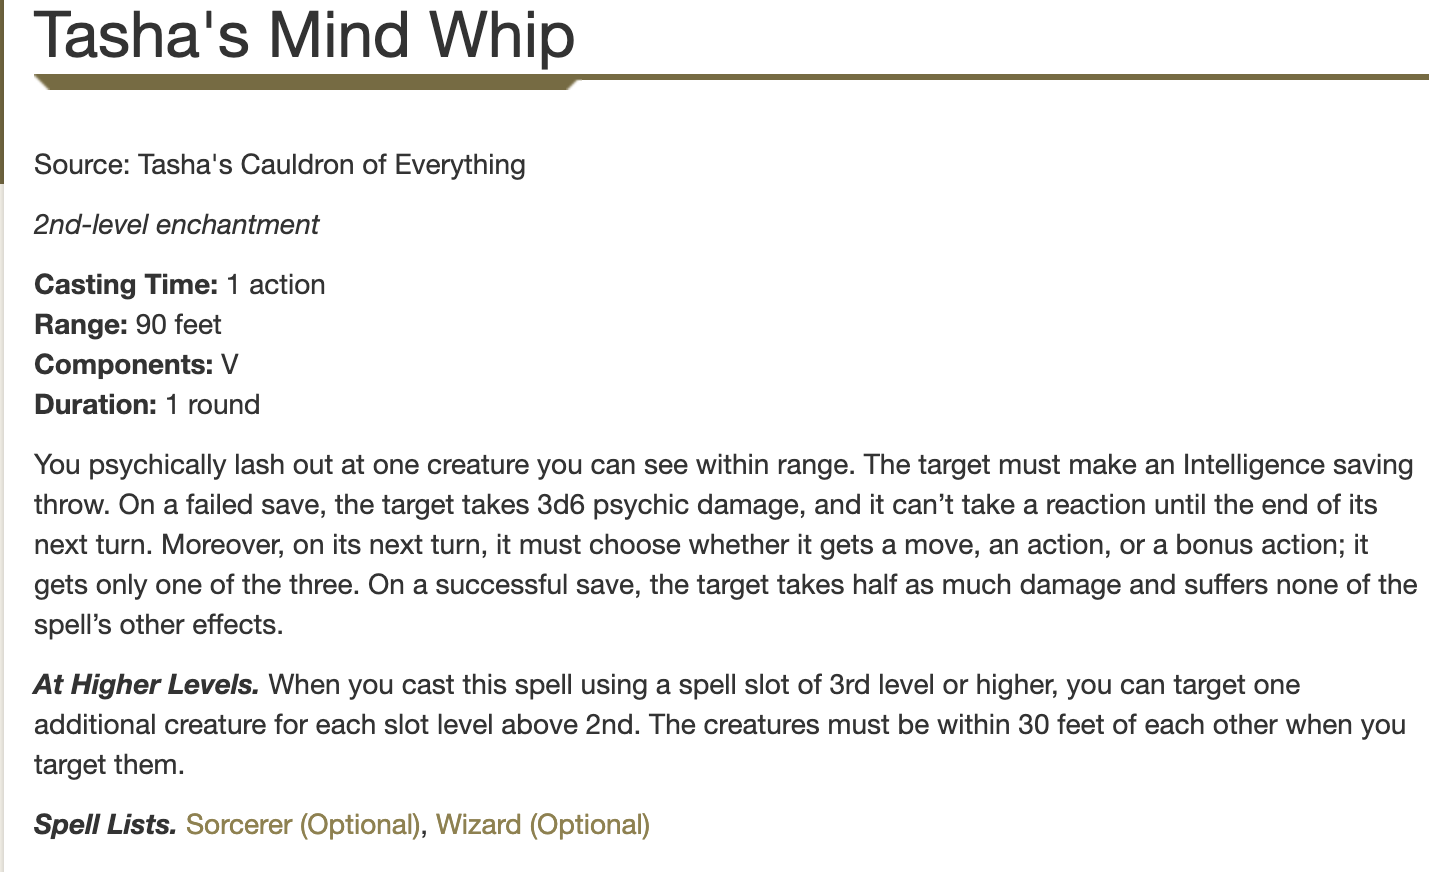 Tasha's Mind Whip
Source: Tasha's Cauldron of Everything
2nd-level enchantment
Casting Time: 1 action
Range: 90 feet
Components: V
Duration: 1 round
You psychically lash out at one creature you can see within range. The target must make an Intelligence saving
throw. On a failed save, the target takes 3d6 psychic damage, and it can’t take a reaction until the end of its
next turn. Moreover, on its next turn, it must choose whether it gets a move, an action, or a bonus action; it
gets only one of the three. On a successful save, the target takes half as much damage and suffers none of the
spell’s other effects.
At Higher Levels. When you cast this spell using a spell slot of 3rd level or higher, you can target one
additional creature for each slot level above 2nd. The creatures must be within 30 feet of each other when you
target them.
Spell Lists. Sorcerer (Optional), Wizard (Optional)